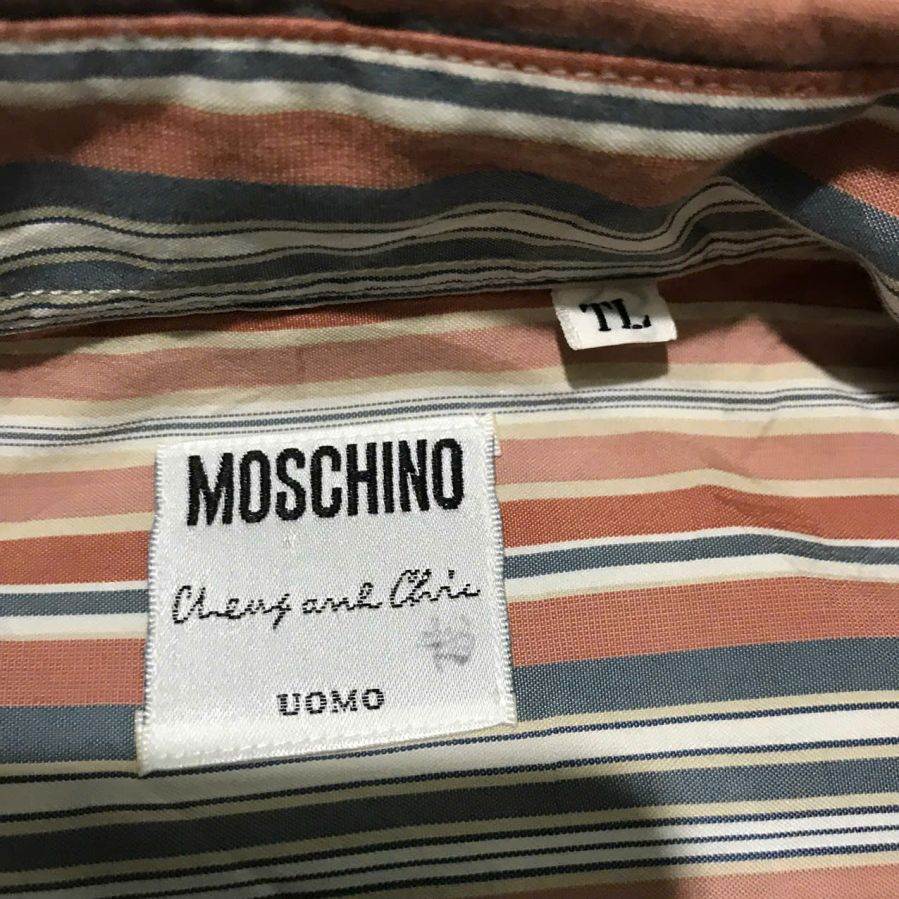 TL
MOSCHINO
Cheap and Chic
UOMO